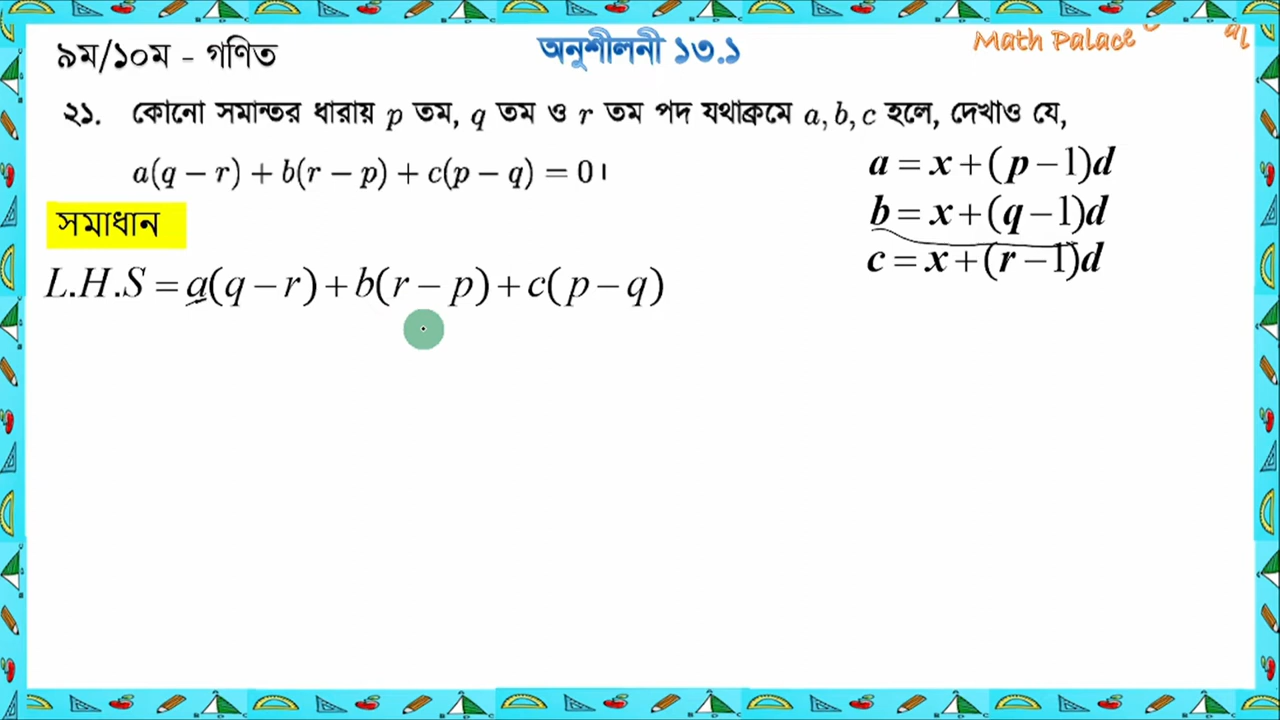 ৯ম/১০ম - গণিত
অনুশীলনী ১৩.১
Math Palace
২১. কোনো সমান্তর ধারায় p তম, q তম ও r তম পদ যথাক্রমে a, b, c হলে, দেখাও যে,
a(q − r) + b(r − p) + c(p − q) = 0।
a = x + (p − 1)d
b = x + (q − 1)d
c = x + (r − 1)d
সমাধান
L.H.S = a(q − r) + b(r − p) + c(p − q)